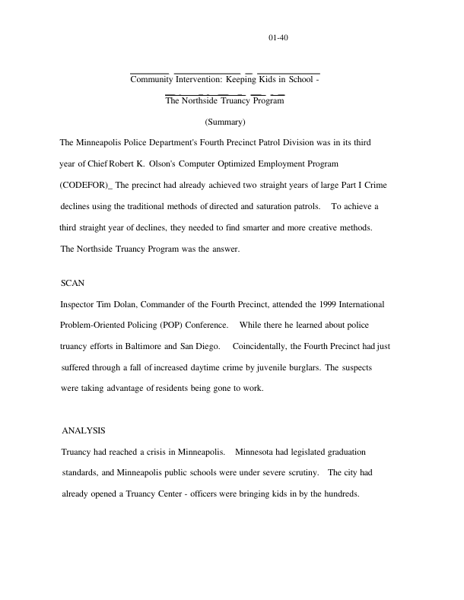 01-40
Community Intervention: Keeping Kids in School -
The Northside Truancy Program
(Summary)
The Minneapolis Police Department's Fourth Precinct Patrol Division was in its third
year of Chief Robert K. Olson's Computer Optimized Employment Program
(CODEFOR)_ The precinct had already achieved two straight years of large Part I Crime
declines using the traditional methods of directed and saturation patrols. To achieve a
third straight year of declines, they needed to find smarter and more creative methods.
The Northside Truancy Program was the answer.
SCAN
Inspector Tim Dolan, Commander of the Fourth Precinct, attended the 1999 International
Problem-Oriented Policing (POP) Conference. While there he learned about police
truancy efforts in Baltimore and San Diego. Coincidentally, the Fourth Precinct had just
suffered through a fall of increased daytime crime by juvenile burglars. The suspects
were taking advantage of residents being gone to work.
ANALYSIS
Truancy had reached a crisis in Minneapolis. Minnesota had legislated graduation
standards, and Minneapolis public schools were under severe scrutiny. The city had
already opened a Truancy Center - officers were bringing kids in by the hundreds.